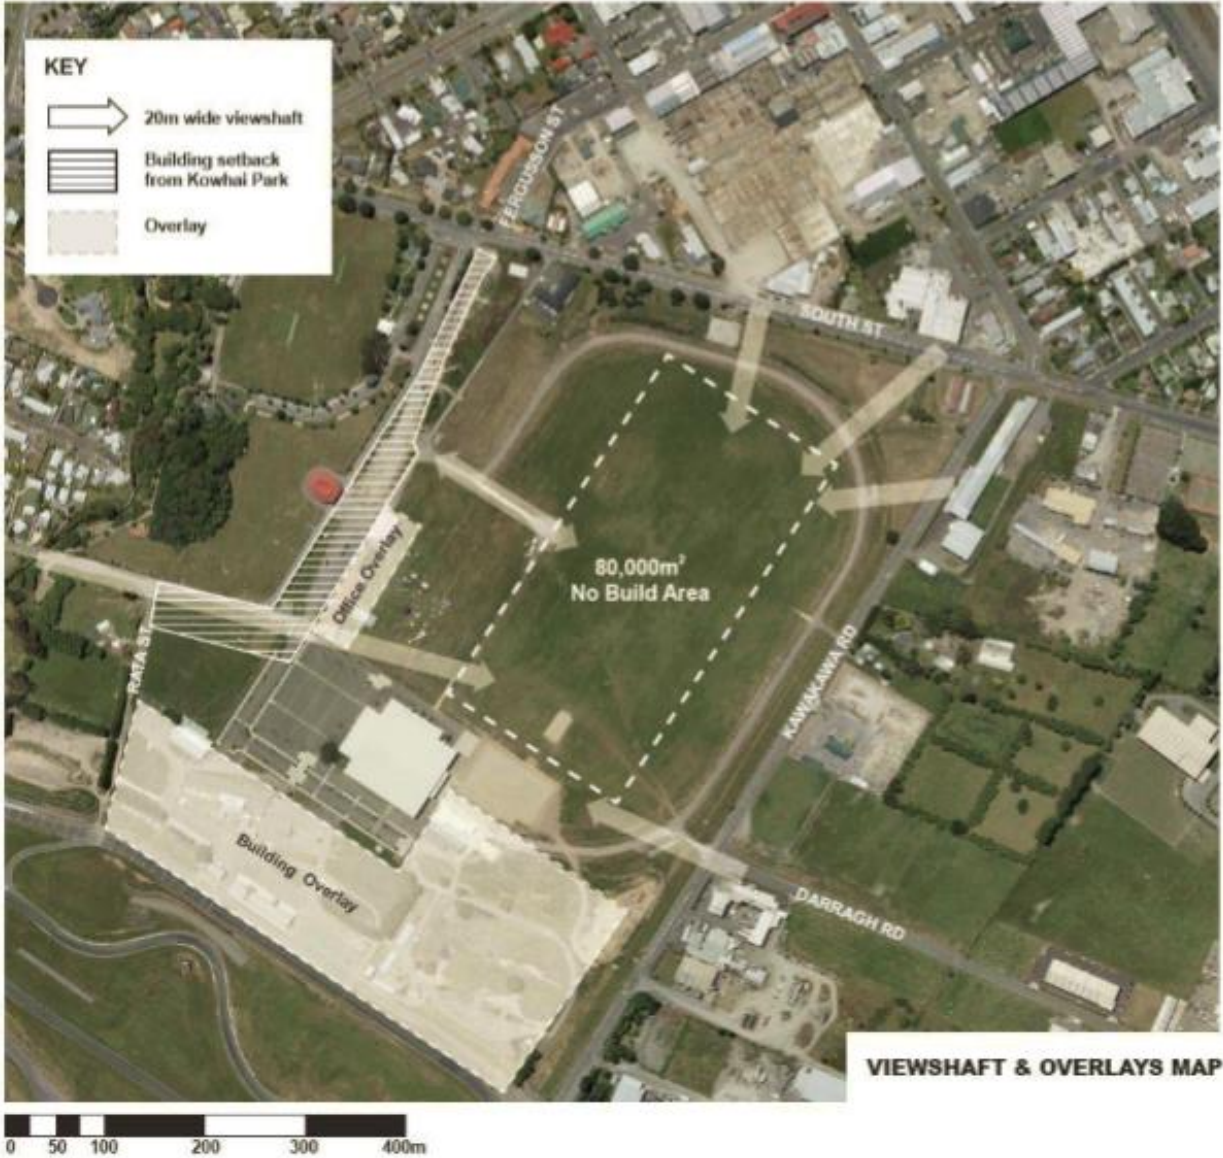 KEY
20m wide viewshaft
Building setback
from Kowhai Park
Overlay
FERGUSSON ST
SOUTH ST
Office Overlay
80,000m²
No Build Area
RATA ST
KAWAKAWA RD
Building Overlay
DARRAGH RD
VIEWSHAFT & OVERLAYS MAP
0 50 100 200 300 400m